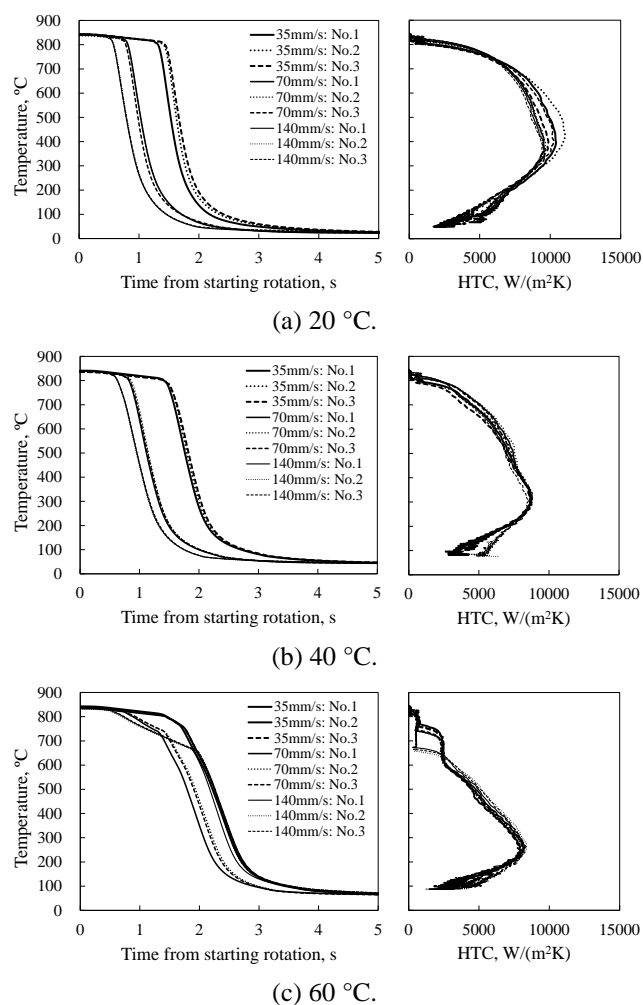 900
800
700
600
500
400
300
200
100
0
Temperature, ºC
0 1 2 3 4 5
Time from starting rotation, s
35mm/s: No.1
35mm/s: No.2
35mm/s: No.3
70mm/s: No.1
70mm/s: No.2
70mm/s: No.3
140mm/s: No.1
140mm/s: No.2
140mm/s: No.3
0 5000 10000 15000
HTC, W/(m²K)
(a) 20 °C.
900
800
700
600
500
400
300
200
100
0
Temperature, ºC
0 1 2 3 4 5
Time from starting rotation, s
35mm/s: No.1
35mm/s: No.2
35mm/s: No.3
70mm/s: No.1
70mm/s: No.2
70mm/s: No.3
140mm/s: No.1
140mm/s: No.2
140mm/s: No.3
0 5000 10000 15000
HTC, W/(m²K)
(b) 40 °C.
900
800
700
600
500
400
300
200
100
0
Temperature, ºC
0 1 2 3 4 5
Time from starting rotation, s
35mm/s: No.1
35mm/s: No.2
35mm/s: No.3
70mm/s: No.1
70mm/s: No.2
70mm/s: No.3
140mm/s: No.1
140mm/s: No.2
140mm/s: No.3
0 5000 10000 15000
HTC, W/(m²K)
(c) 60 °C.